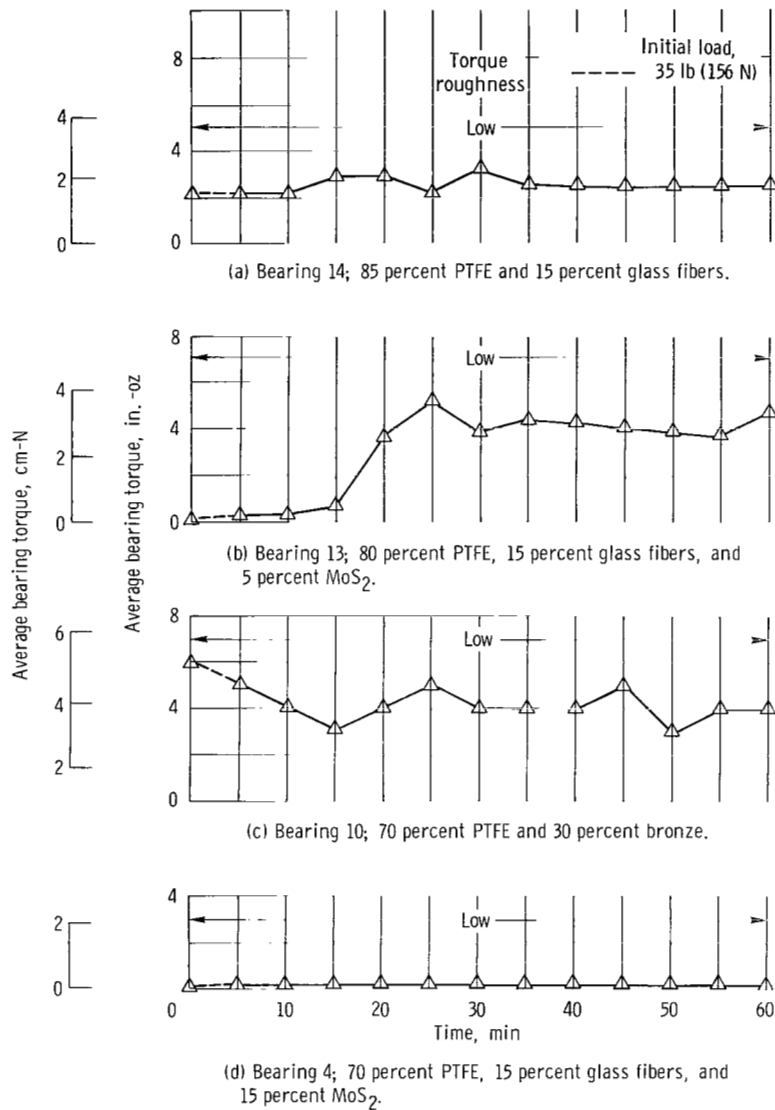 8
4
0
4
2
0
Torque
roughness
Initial load,
35 lb (156 N)
Low
(a) Bearing 14; 85 percent PTFE and 15 percent glass fibers.
8
4
0
4
2
0
Low
(b) Bearing 13; 80 percent PTFE, 15 percent glass fibers, and
5 percent MoS2.
Average bearing torque, cm-N
Average bearing torque, in. -oz
8
4
0
6
4
2
Low
(c) Bearing 10; 70 percent PTFE and 30 percent bronze.
4
0
2
0
Low
0 10 20 30 40 50 60
Time, min
(d) Bearing 4; 70 percent PTFE, 15 percent glass fibers, and
15 percent MoS2.